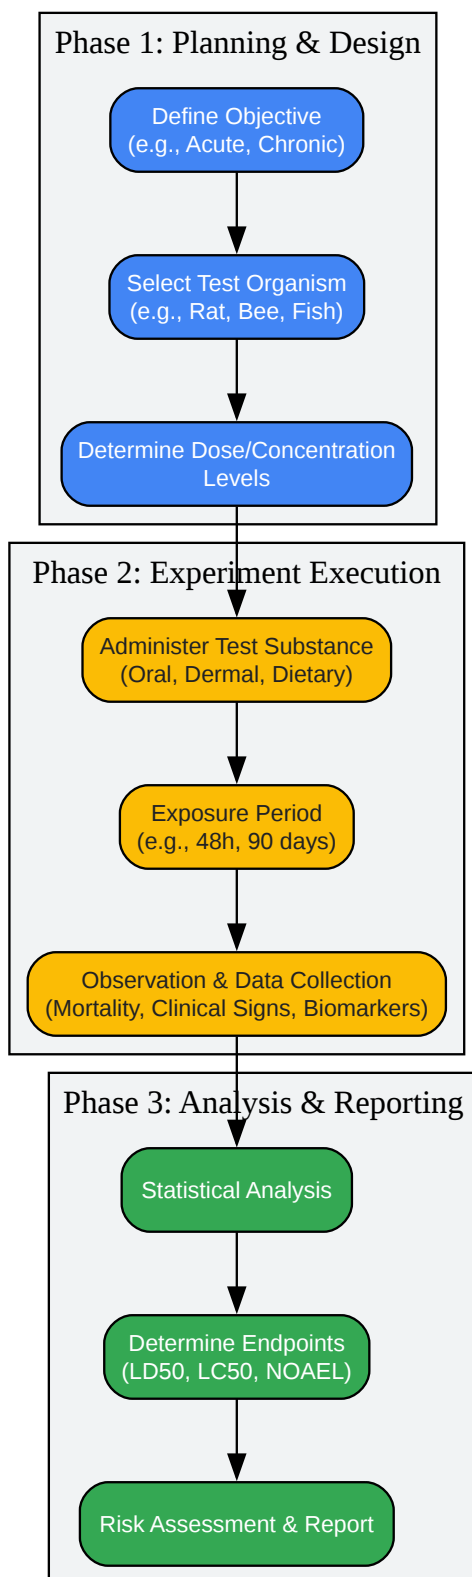 Phase 1: Planning & Design
Define Objective
(e.g., Acute, Chronic)
Select Test Organism
(e.g., Rat, Bee, Fish)
Determine Dose/Concentration
Levels
Phase 2: Experiment Execution
Administer Test Substance
(Oral, Dermal, Dietary)
Exposure Period
(e.g., 48h, 90 days)
Observation & Data Collection
(Mortality, Clinical Signs, Biomarkers)
Phase 3: Analysis & Reporting
Statistical Analysis
Determine Endpoints
(LD50, LC50, NOAEL)
Risk Assessment & Report